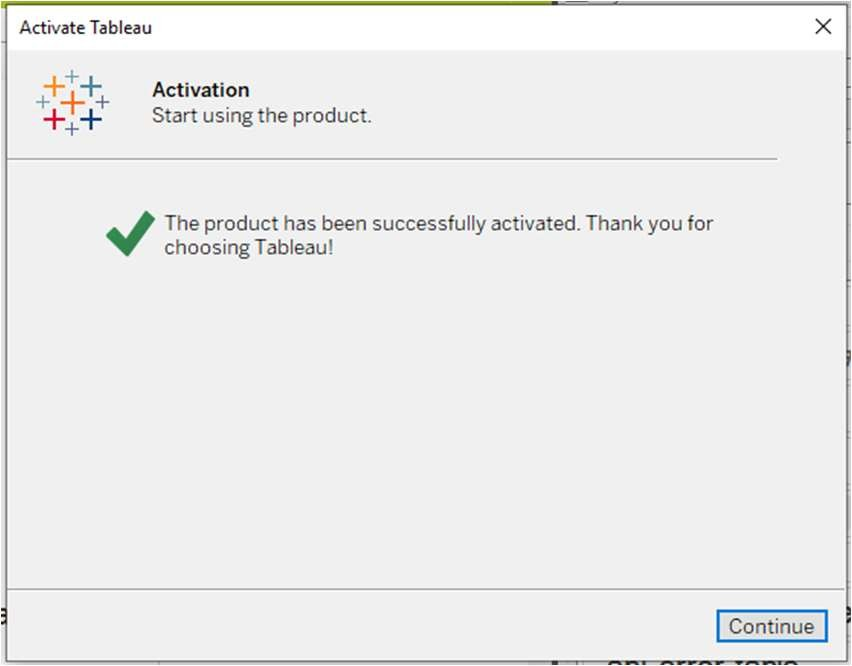 Activate Tableau
Activation
Start using the product.
The product has been successfully activated. Thank you for
choosing Tableau!
Continue